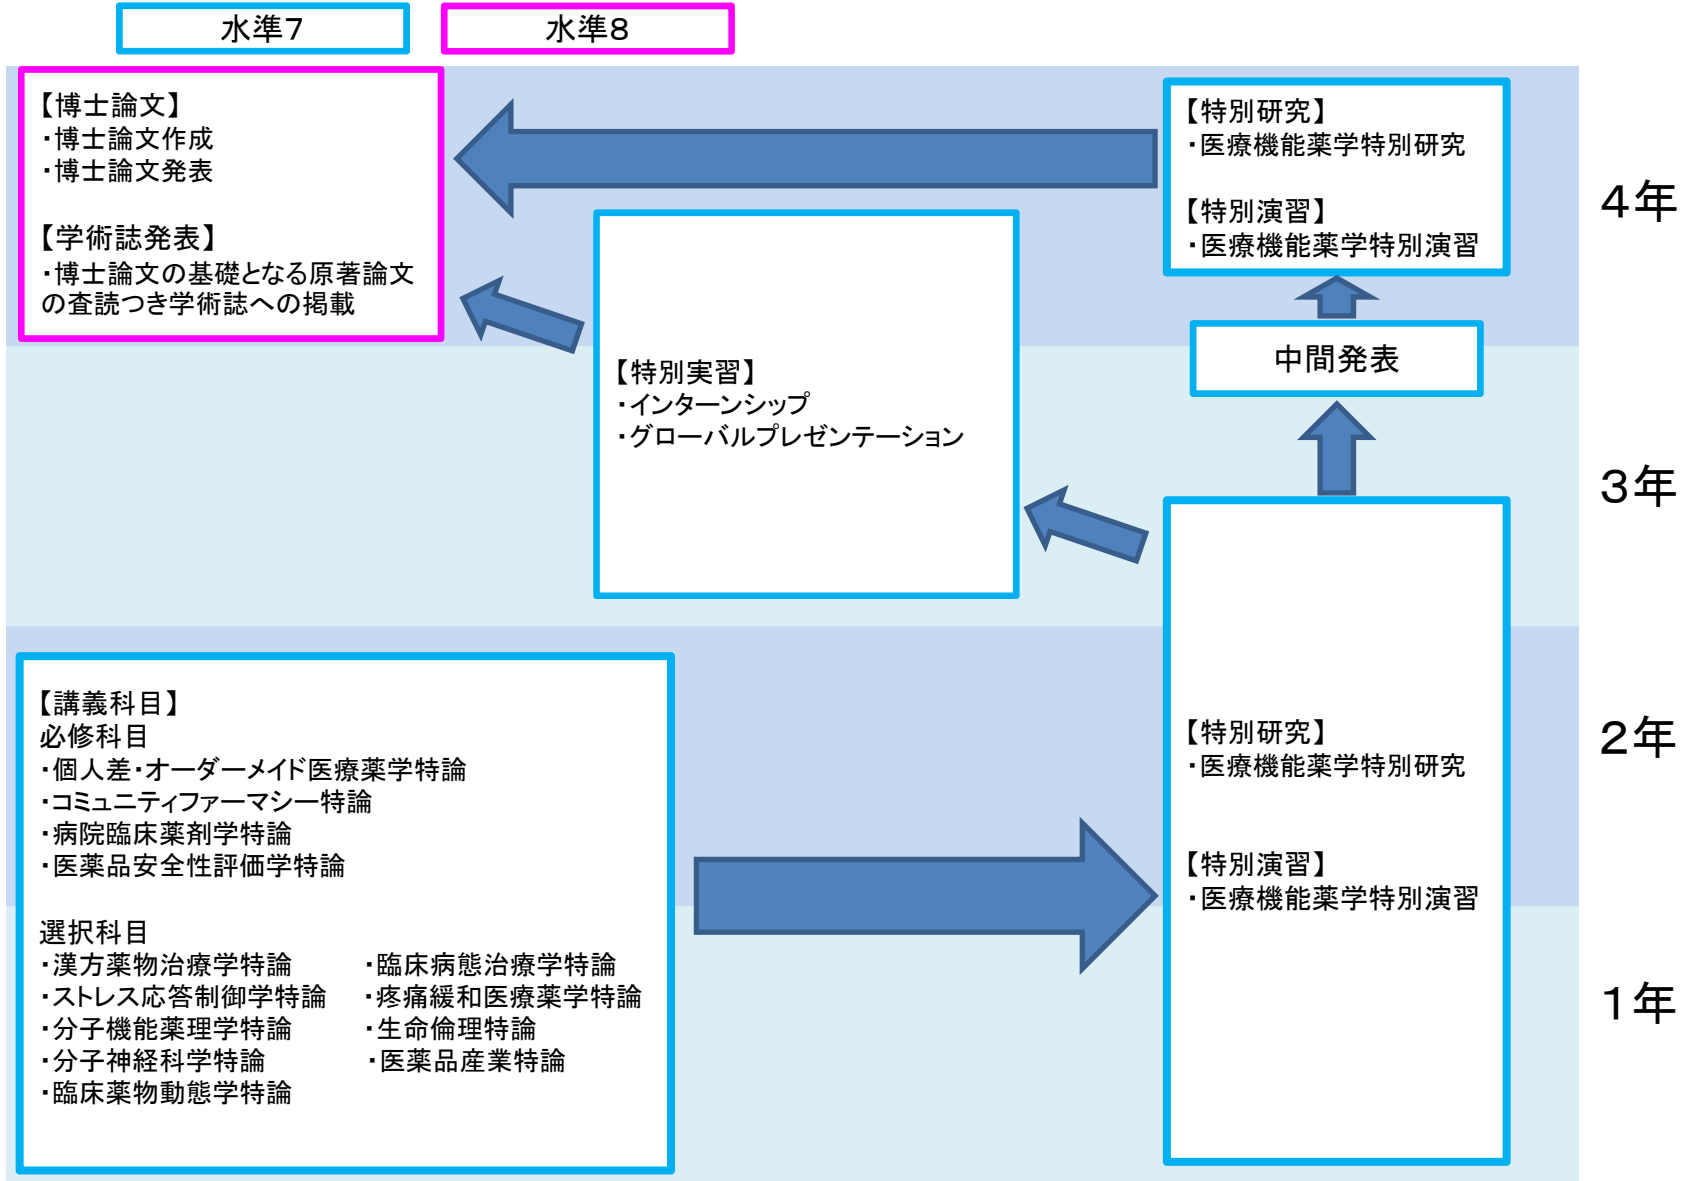 水準7
水準8
【博士論文】
・博士論文作成
・博士論文発表
【学術誌発表】
・博士論文の基礎となる原著論文
の査読つき学術誌への掲載
【特別研究】
・医療機能薬学特別研究
【特別演習】
・医療機能薬学特別演習
4年
中間発表
【特別実習】
・インターンシップ
・グローバルプレゼンテーション
3年
【講義科目】
必修科目
・個人差・オーダーメイド医療薬学特論
・コミュニティファーマシー特論
・病院臨床薬剤学特論
・医薬品安全性評価学特論
選択科目
・漢方薬物治療学特論
・ストレス応答制御学特論
・分子機能薬理学特論
・分子神経科学特論
・臨床薬物動態学特論
・臨床病態治療学特論
・疼痛緩和医療薬学特論
・生命倫理特論
・医薬品産業特論
【特別研究】
・医療機能薬学特別研究
【特別演習】
・医療機能薬学特別演習
2年
1年